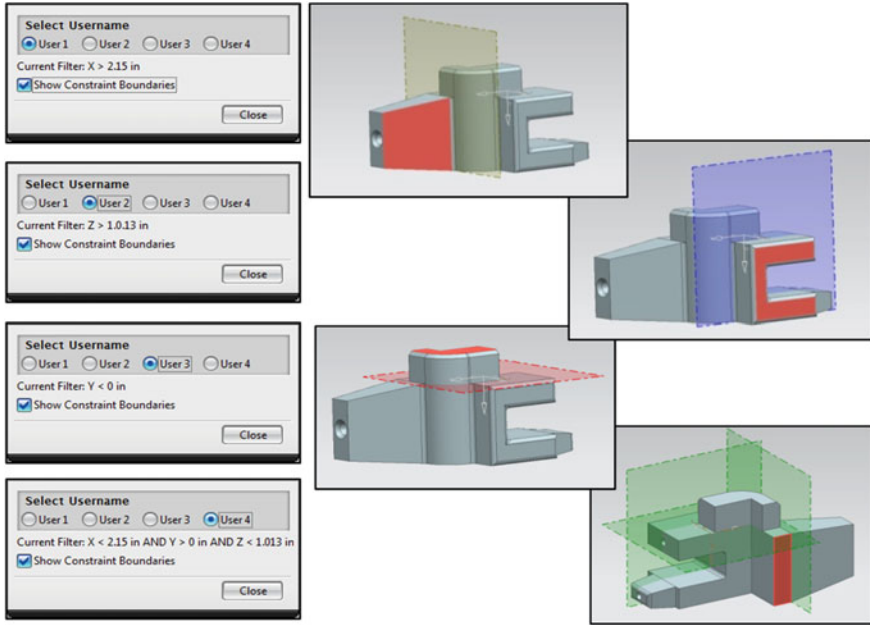 Select Username
User 1 User 2 User 3 User 4
Current Filter: X > 2.15 in
Show Constraint Boundaries
Close
Select Username
User 1 User 2 User 3 User 4
Current Filter: Z > 1.0.13 in
Show Constraint Boundaries
Close
Select Username
User 1 User 2 User 3 User 4
Current Filter: Y < 0 in
Show Constraint Boundaries
Close
Select Username
User 1 User 2 User 3 User 4
Current Filter: X < 2.15 in AND Y > 0 in AND Z < 1.013 in
Show Constraint Boundaries
Close